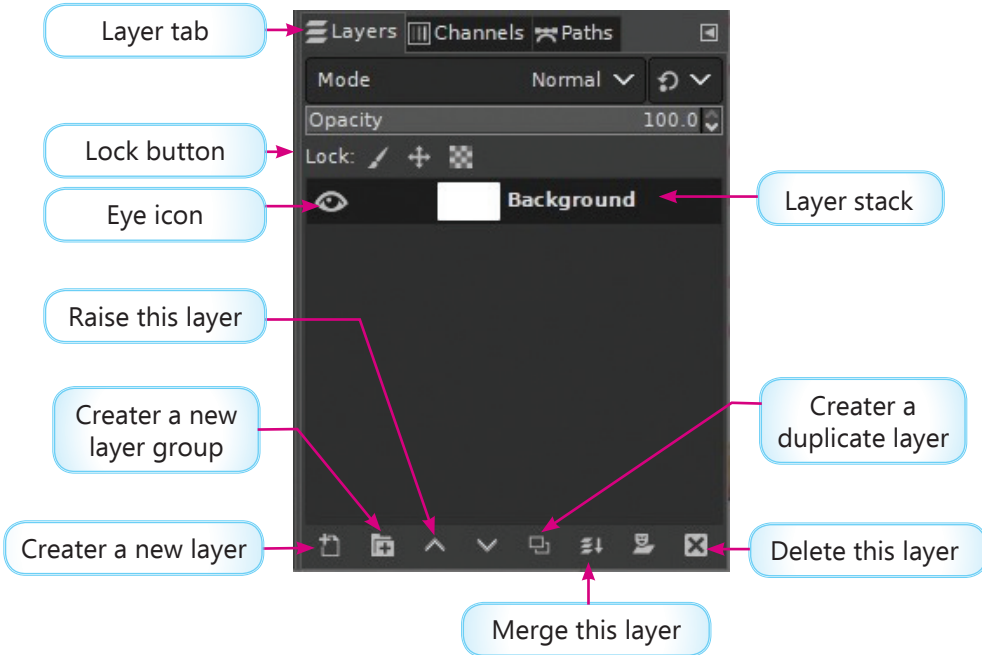 Layer tab
Layers Channels Paths
Mode Normal
Opacity 100.0
Lock button
Lock:
Eye icon
Background
Layer stack
Raise this layer
Creater a new
layer group
Creater a
duplicate layer
Creater a new layer
Delete this layer
Merge this layer